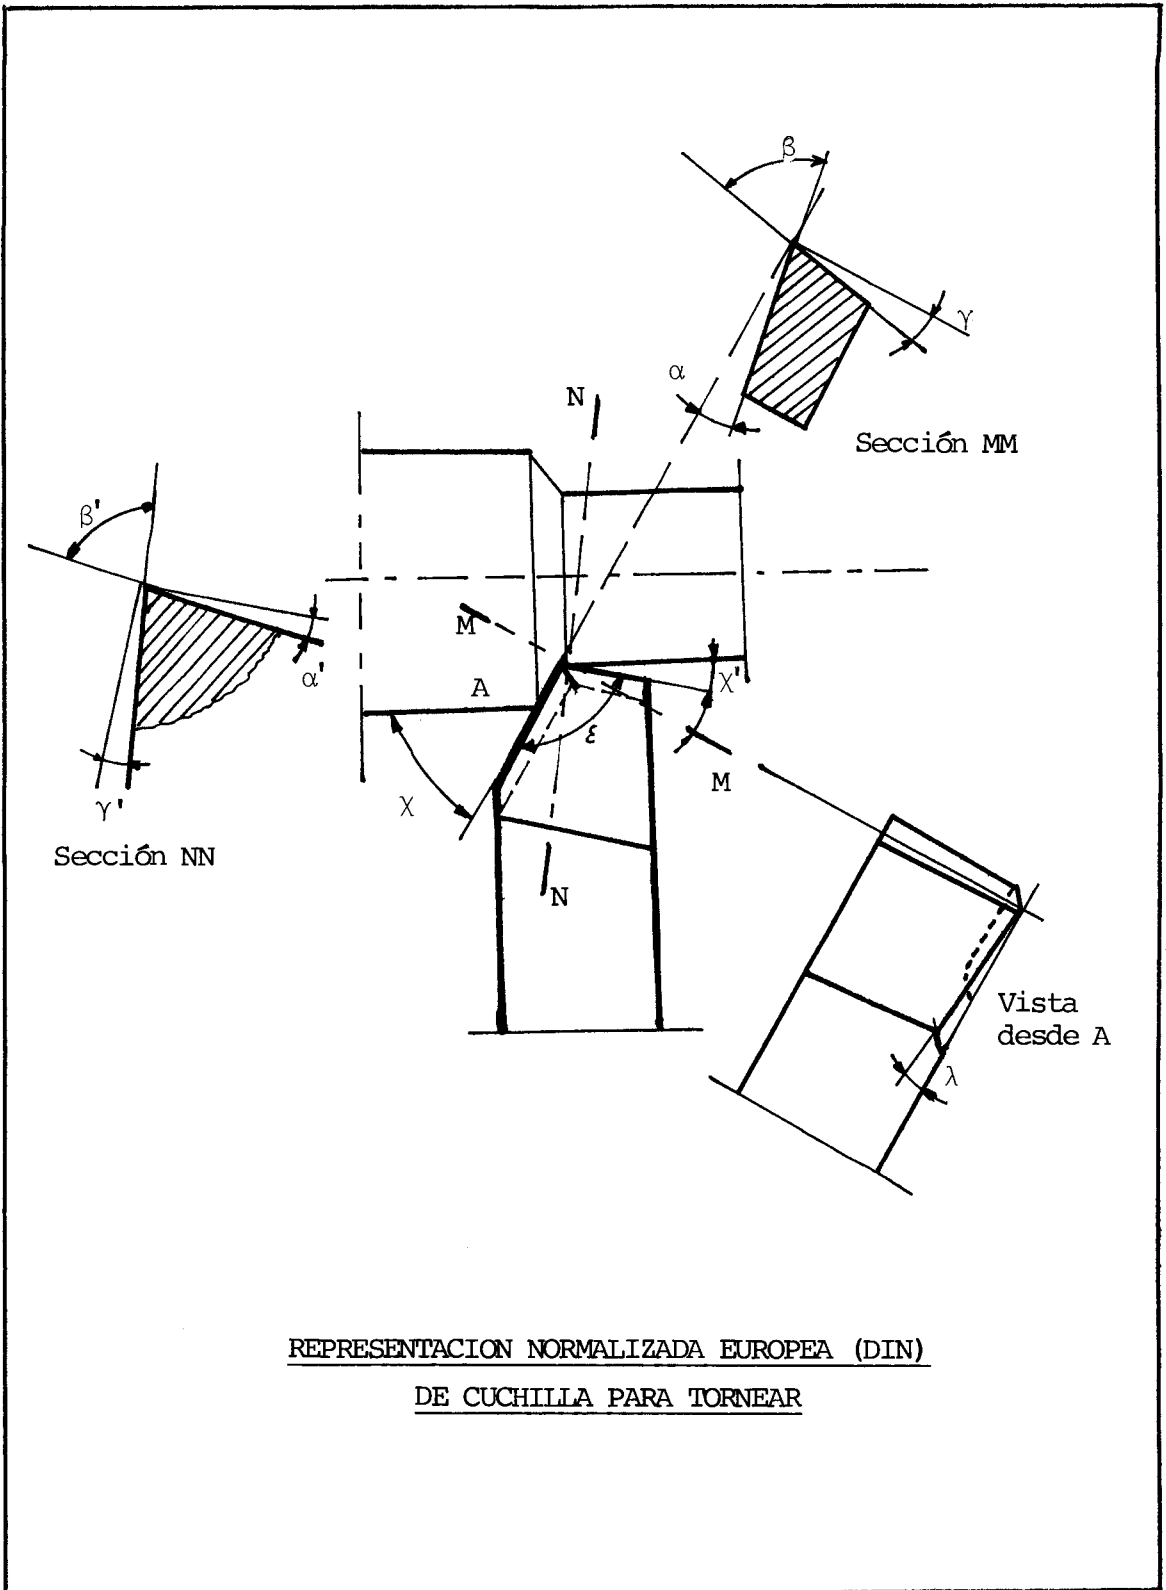 β
γ
α
N
Sección MM
β'
M
α'
A
χ'
ε
M
χ
γ'
Sección NN
N
Vista
desde A
λ
REPRESENTACION NORMALIZADA EUROPEA (DIN)
DE CUCHILLA PARA TORNEAR